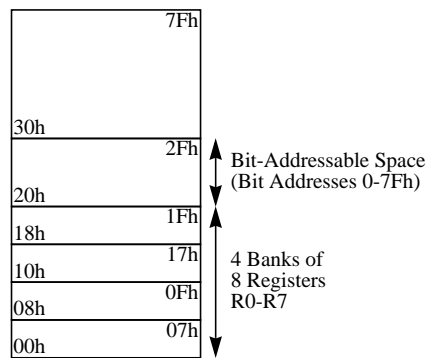 7Fh
30h
2Fh
20h
Bit-Addressable Space
(Bit Addresses 0-7Fh)
1Fh
18h
17h
10h
0Fh
08h
07h
00h
4 Banks of
8 Registers
R0-R7